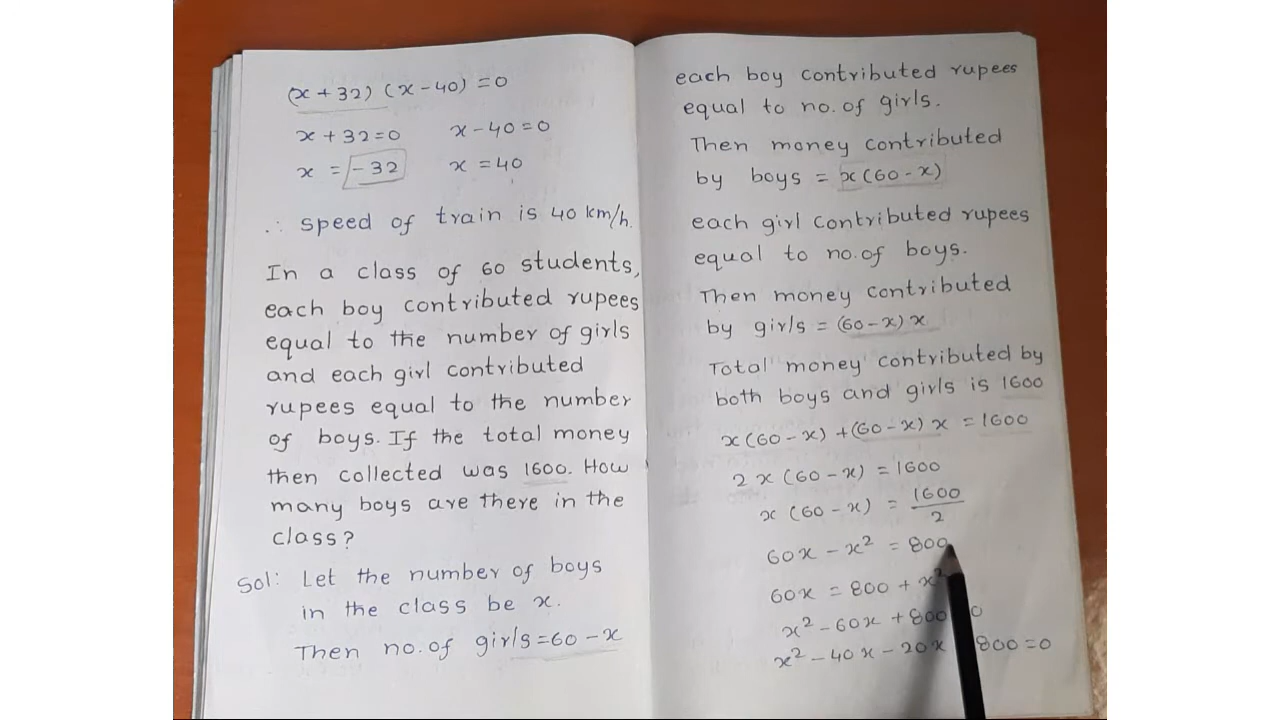 (x + 32) (x - 40) = 0
x + 32 = 0 x - 40 = 0
x = -32 x = 40
∴ speed of train is 40 km/h.
In a class of 60 students,
each boy contributed rupees
equal to the number of girls
and each girl contributed
rupees equal to the number
of boys. If the total money
then collected was 1600. How
many boys are there in the
class?
Sol: Let the number of boys
in the class be x.
Then no. of girls = 60 - x
each boy contributed rupees
equal to no. of girls.
Then money contributed
by boys = x (60 - x)
each girl contributed rupees
equal to no. of boys.
Then money contributed
by girls = (60 - x) x
Total money contributed by
both boys and girls is 1600
x (60 - x) + (60 - x) x = 1600
2 x (60 - x) = 1600
x (60 - x) = 1600/2
60x - x² = 800
60x = 800 + x²
x² - 60x + 800 0
x² - 40x - 20x 800 = 0